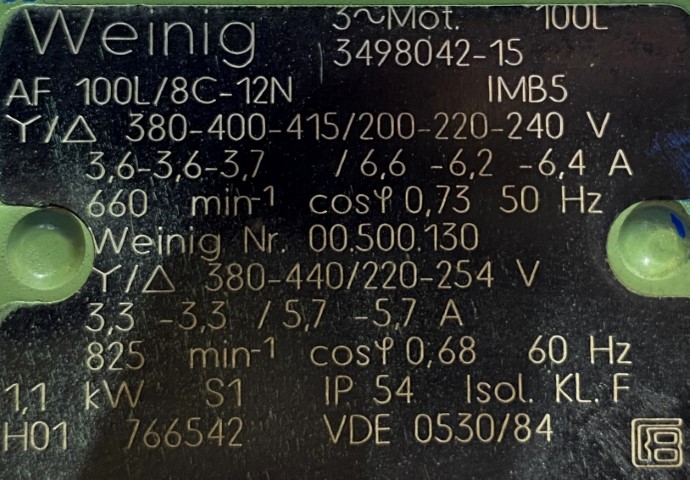 Weinig 3~Mot. 100L
3498042-15
AF 100L/8C-12N IMB5
Y/△ 380-400-415/200-220-240 V
3,6-3,6-3,7 /6,6 -6,2 -6,4 A
660 min-1 cosφ 0,73 50 Hz
Weinig Nr. 00.500.130
Y/△ 380-440/220-254 V
3,3 -3,3 /5,7 -5,7 A
825 min-1 cosφ 0,68 60 Hz
1,1 kW S1 IP 54 Isol. KL. F
H01 766542 VDE 0530/84